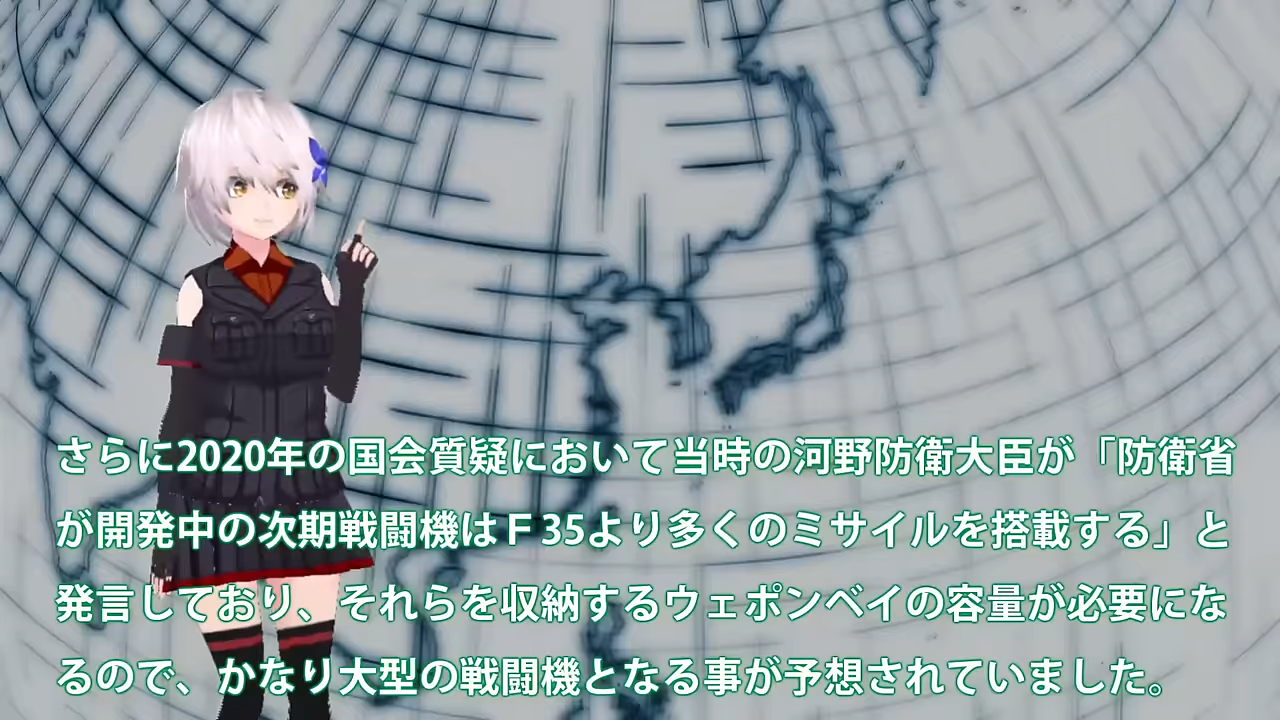 さらに2020年の国会質疑において当時の河野防衛大臣が「防衛省
が開発中の次期戦闘機はＦ35より多くのミサイルを搭載する」と
発言しており、それらを収納するウェポンベイの容量が必要にな
るので、かなり大型の戦闘機となる事が予想されていました。